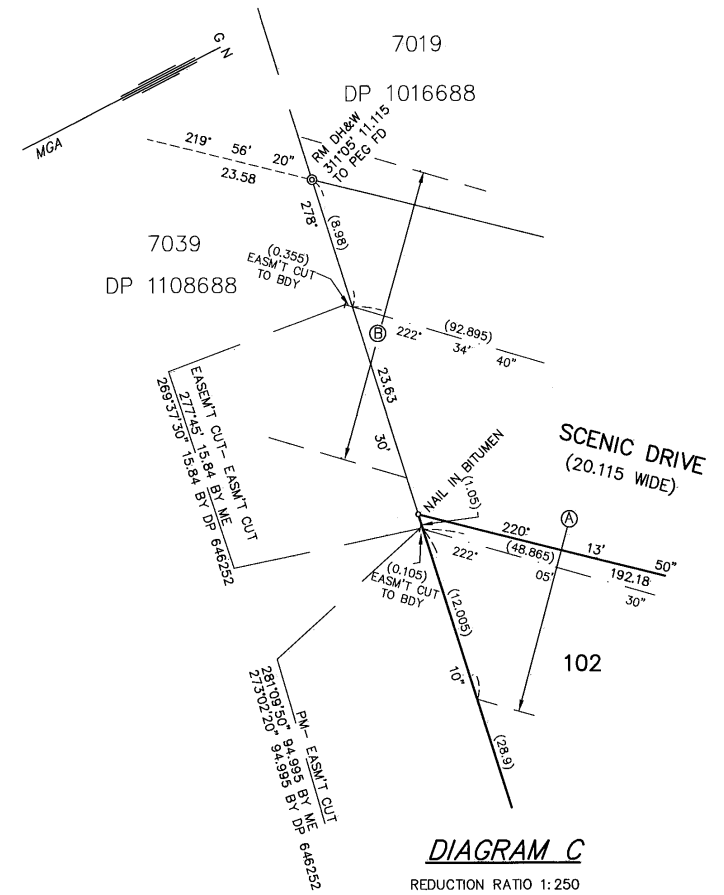 7019
DP 1016688
GN
MGA
RM DH&W
311°05' 11.115
TO PEG FD
219° 56' 20"
23.58
278°
(8.98)
7039
DP 1108688
(0.355)
EASM'T CUT
TO BDY
(92.895)
222° 34' 40"
B
23.63
30'
EASEM'T CUT- EASM'T CUT
277°45' 15.84 BY ME
269°37'30" 15.84 BY DP 646252
SCENIC DRIVE
(20.115 WIDE)
NAIL IN BITUMEN
(1.05)
A
220° 13' 50"
(48.865)
192.18
222° 05' 30"
(0.105)
EASM'T CUT
TO BDY
(12.005)
10"
102
(28.9)
PM- EASM'T CUT
281°09'50" 94.995 BY ME
273°02'20" 94.995 BY DP 646252
DIAGRAM C
REDUCTION RATIO 1:250